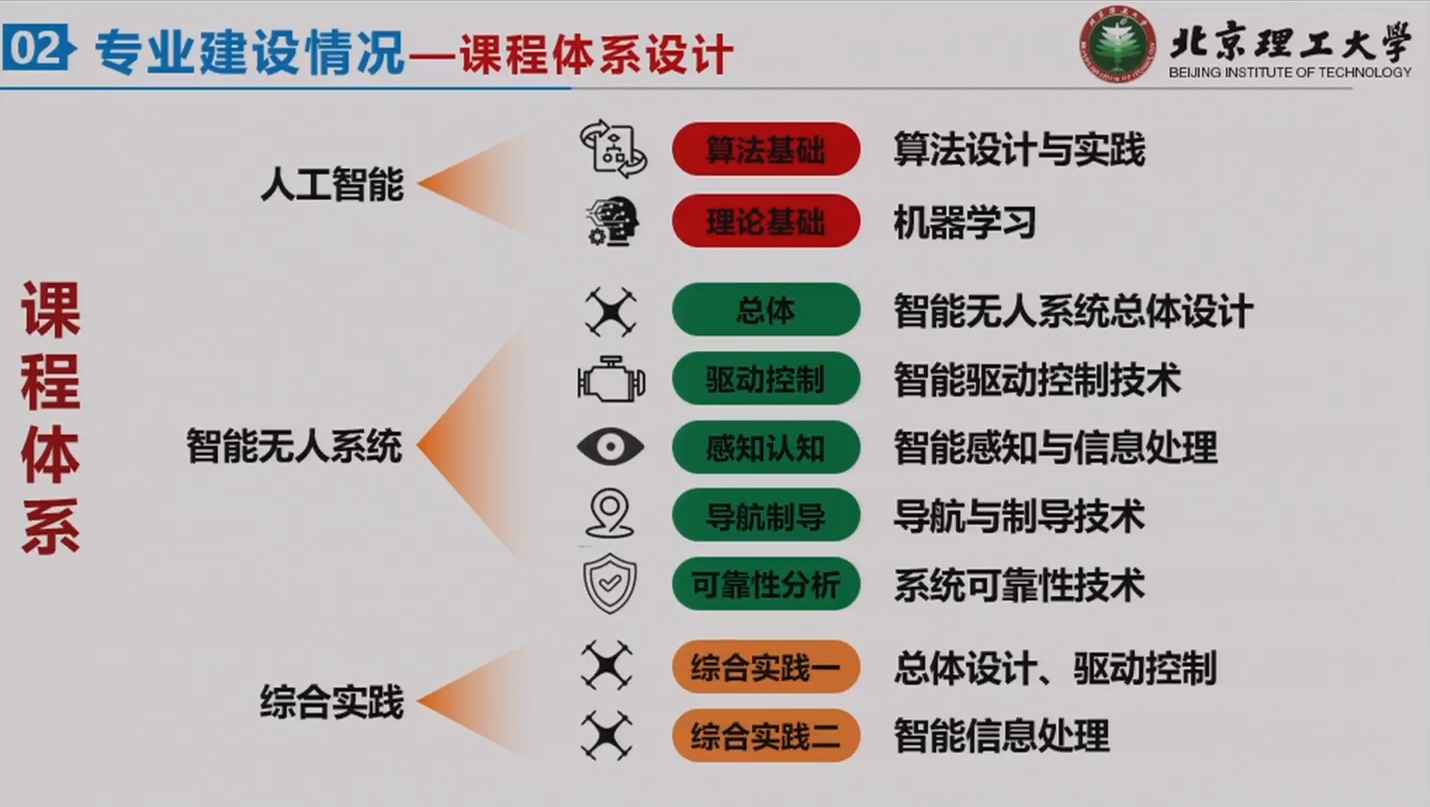 02 专业建设情况—课程体系设计
北京理工大学
BEIJING INSTITUTE OF TECHNOLOGY
课程体系
人工智能
算法基础 算法设计与实践
理论基础 机器学习
智能无人系统
总体 智能无人系统总体设计
驱动控制 智能驱动控制技术
感知认知 智能感知与信息处理
导航制导 导航与制导技术
可靠性分析 系统可靠性技术
综合实践
综合实践一 总体设计、驱动控制
综合实践二 智能信息处理